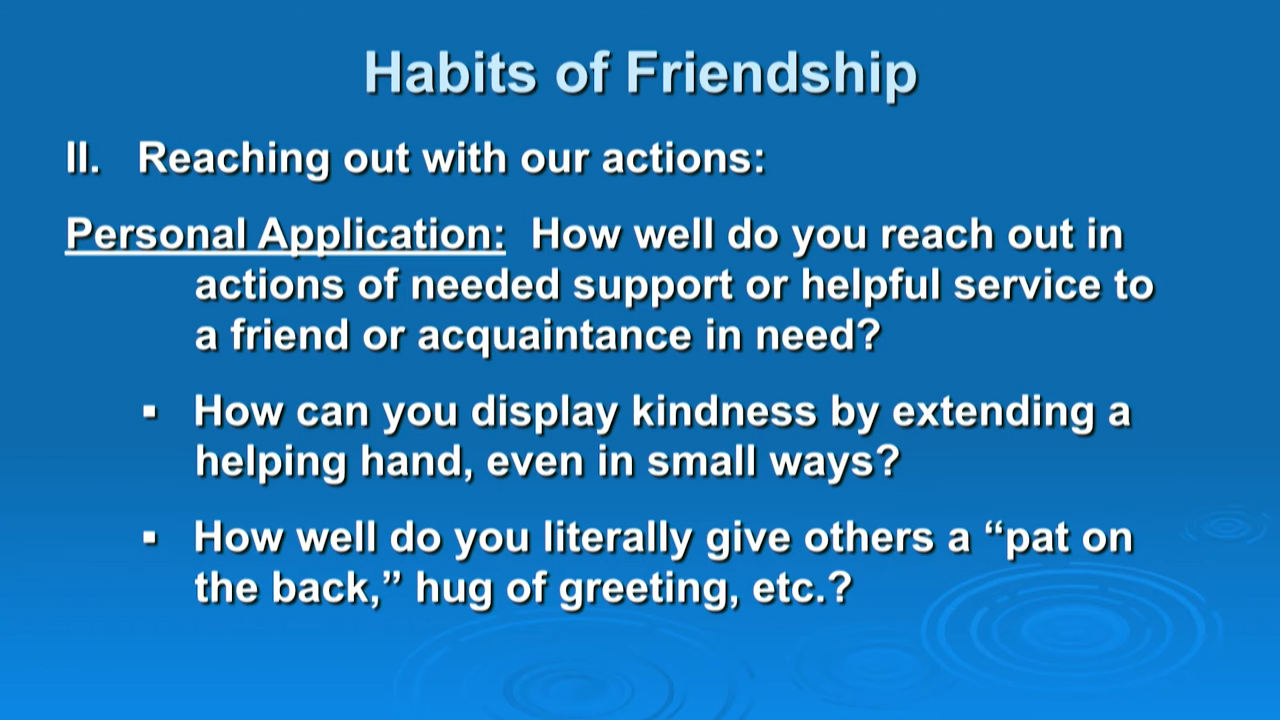 Habits of Friendship
II. Reaching out with our actions:
Personal Application: How well do you reach out in
actions of needed support or helpful service to
a friend or acquaintance in need?
▪ How can you display kindness by extending a
helping hand, even in small ways?
▪ How well do you literally give others a “pat on
the back,” hug of greeting, etc.?